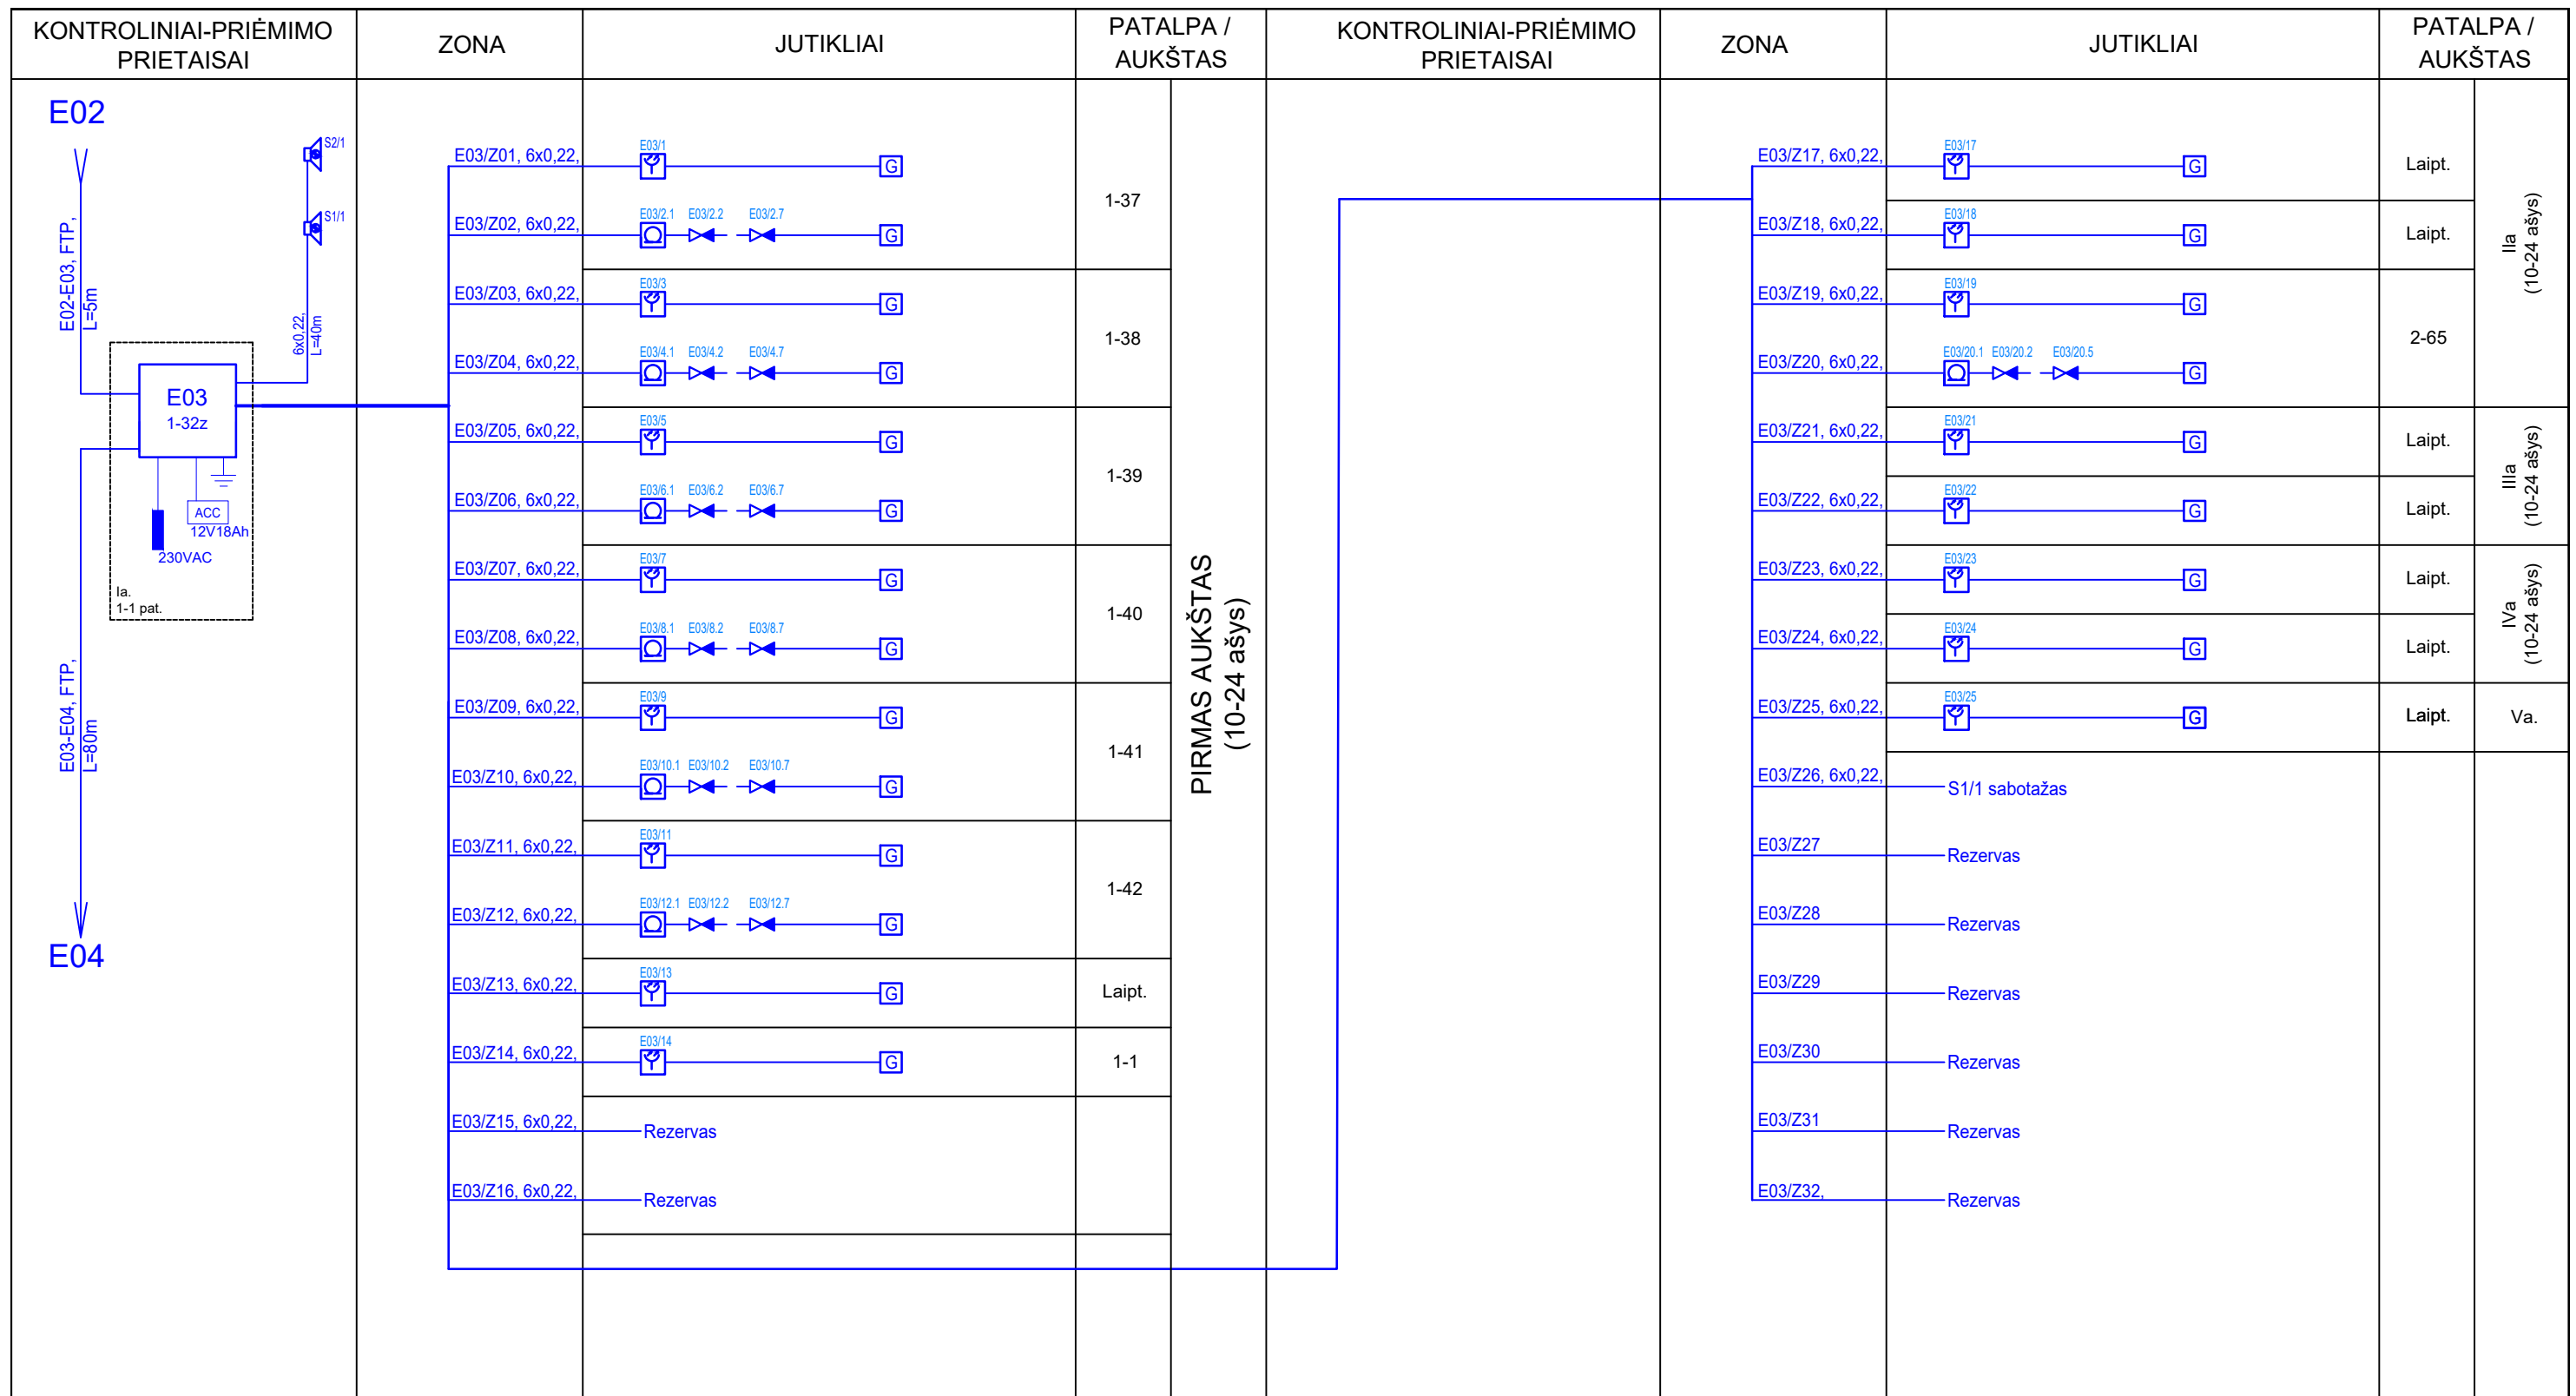 KONTROLINIAI-PRIĖMIMO
PRIETAISAI
ZONA
JUTIKLIAI
PATALPA /
AUKŠTAS
KONTROLINIAI-PRIĖMIMO
PRIETAISAI
ZONA
JUTIKLIAI
PATALPA /
AUKŠTAS
E02
S2/1
S1/1
E02-E03, FTP,
L=5m
6x0,22,
L=40m
E03
1-32z
ACC
12V18Ah
230VAC
Ia.
1-1 pat.
E03-E04, FTP,
L=80m
E04
E03/Z01, 6x0,22,
E03/1
G
E03/Z02, 6x0,22,
E03/2.1 E03/2.2 E03/2.7
G
1-37
E03/Z03, 6x0,22,
E03/3
G
E03/Z04, 6x0,22,
E03/4.1 E03/4.2 E03/4.7
G
1-38
E03/Z05, 6x0,22,
E03/5
G
E03/Z06, 6x0,22,
E03/6.1 E03/6.2 E03/6.7
G
1-39
E03/Z07, 6x0,22,
E03/7
G
E03/Z08, 6x0,22,
E03/8.1 E03/8.2 E03/8.7
G
1-40
E03/Z09, 6x0,22,
E03/9
G
E03/Z10, 6x0,22,
E03/10.1 E03/10.2 E03/10.7
G
1-41
E03/Z11, 6x0,22,
E03/11
G
E03/Z12, 6x0,22,
E03/12.1 E03/12.2 E03/12.7
G
1-42
E03/Z13, 6x0,22,
E03/13
G
Laipt.
E03/Z14, 6x0,22,
E03/14
G
1-1
E03/Z15, 6x0,22,
Rezervas
E03/Z16, 6x0,22,
Rezervas
PIRMAS AUKŠTAS
(10-24 ašys)
E03/Z17, 6x0,22,
E03/17
G
Laipt.
E03/Z18, 6x0,22,
E03/18
G
Laipt.
E03/Z19, 6x0,22,
E03/19
G
E03/Z20, 6x0,22,
E03/20.1 E03/20.2 E03/20.5
G
2-65
IIa
(10-24 ašys)
E03/Z21, 6x0,22,
E03/21
G
Laipt.
E03/Z22, 6x0,22,
E03/22
G
Laipt.
IIIa
(10-24 ašys)
E03/Z23, 6x0,22,
E03/23
G
Laipt.
E03/Z24, 6x0,22,
E03/24
G
Laipt.
IVa
(10-24 ašys)
E03/Z25, 6x0,22,
E03/25
G
Laipt.
Va.
E03/Z26, 6x0,22,
S1/1 sabotažas
E03/Z27
Rezervas
E03/Z28
Rezervas
E03/Z29
Rezervas
E03/Z30
Rezervas
E03/Z31
Rezervas
E03/Z32,
Rezervas